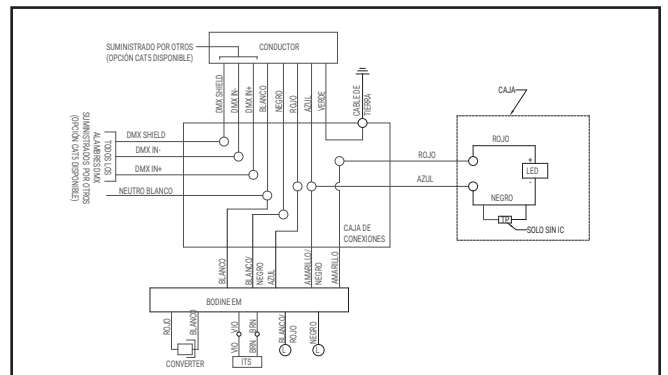 SUMINISTRADO POR OTROS
(OPCIÓN CAT5 DISPONIBLE)
CONDUCTOR
DMX SHIELD
DMX IN-
DMX IN+
BLANCO
NEGRO
ROJO
AZUL
VERDE
CABLE DE
TIERRA
CAJA
TODOS LOS
ALAMBRES DMX
SUMINISTRADOS POR OTROS
(OPCIÓN CAT5 DISPONIBLE)
DMX SHIELD
DMX IN-
DMX IN+
NEUTRO BLANCO
ROJO
AZUL
ROJO
+
LED
-
NEGRO
TP
SOLO SIN IC
CAJA DE
CONEXIONES
BLANCO
BLANCO/
NEGRO
AZUL
AMARILLO/
NEGRO
AMARILLO
BODINE EM
ROJO
BLANCO
VIO
VIO
BRN
BRN
BLANCO/
ROJO
NEGRO
L
L
CONVERTER
ITS